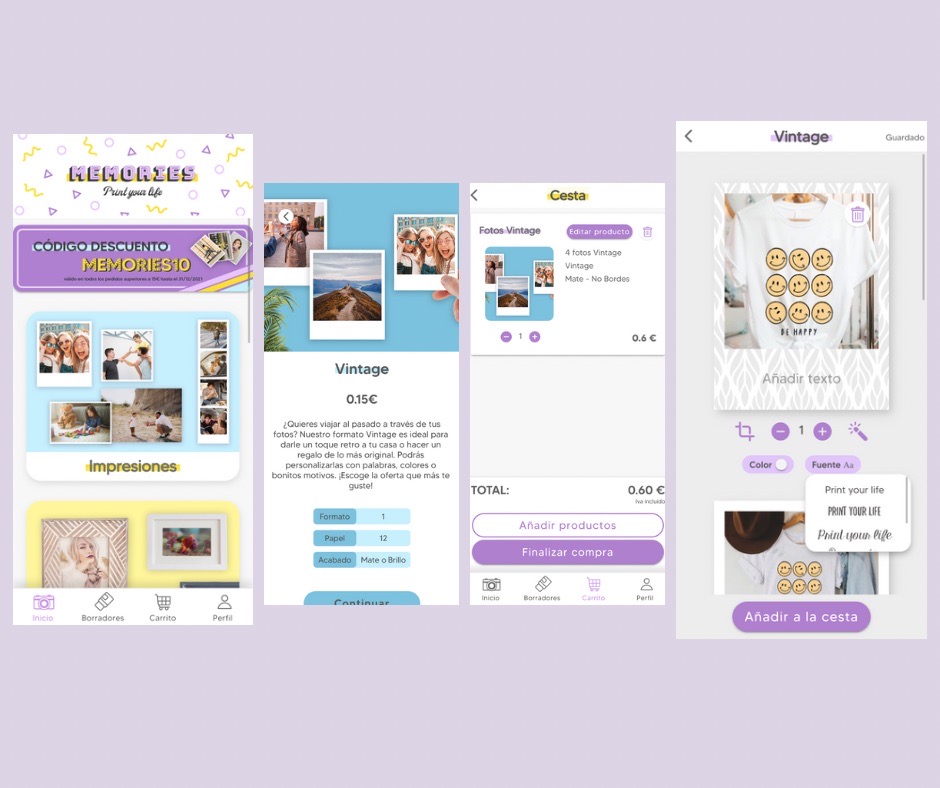 MEMORIES
Print your life
CÓDIGO DESCUENTO
MEMORIES10
Impresiones
Inicio
Borradores
Carrito
Perfil
Vintage
0.15€
¿Quieres viajar al pasado a través de tus
fotos? Nuestro formato Vintage es ideal para
darle un toque retro a tu casa o hacer un
regalo de lo más original. Podrás
personalizarlas con palabras, colores o
bonitos motivos. ¡Escoge la oferta que más te
guste!
Formato 1
Papel 12
Acabado Mate o Brillo
Continuar
Cesta
Fotos Vintage Editar producto
4 fotos Vintage
Vintage
Mate - No Bordes
1
0.6 €
TOTAL: 0.60 €
Iva incluido
Añadir productos
Finalizar compra
Inicio
Borradores
Carrito
Perfil
Vintage
Guardado
BE HAPPY
Añadir texto
1
Color
Fuente Aa
Print your life
PRINT YOUR LIFE
Print your life
Añadir a la cesta